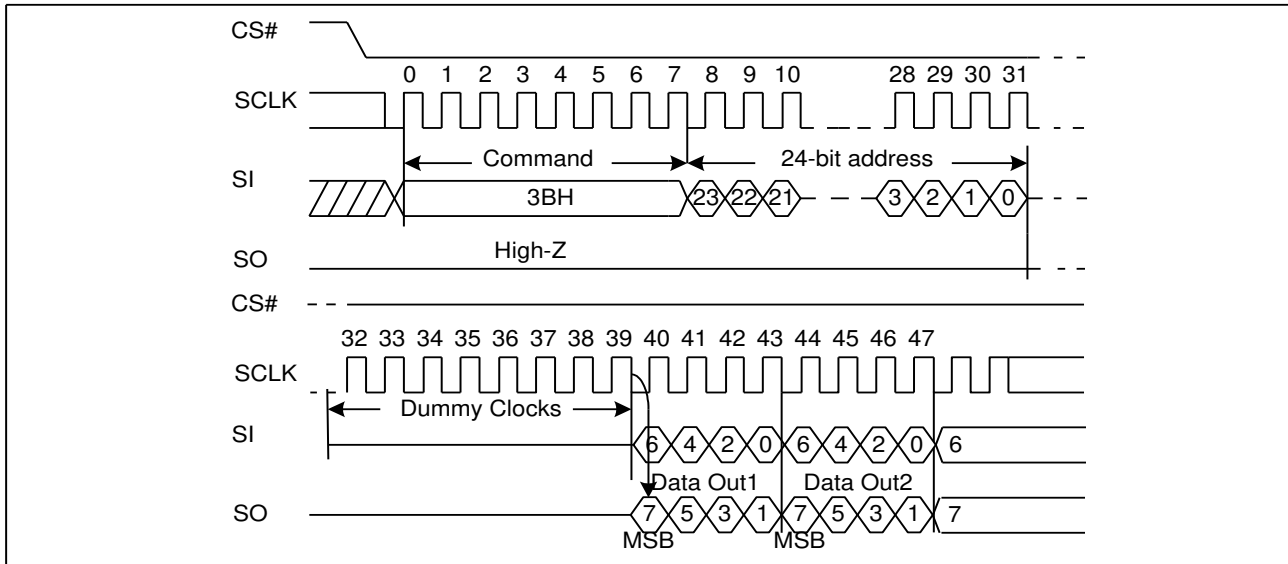 CS#
0 1 2 3 4 5 6 7 8 9 10 28 29 30 31
SCLK
Command 24-bit address
SI
3BH 23 22 21 3 2 1 0
High-Z
SO
CS#
32 33 34 35 36 37 38 39 40 41 42 43 44 45 46 47
SCLK
Dummy Clocks
SI
6 4 2 0 6 4 2 0 6
Data Out1 Data Out2
SO
7 5 3 1 7 5 3 1 7
MSB MSB